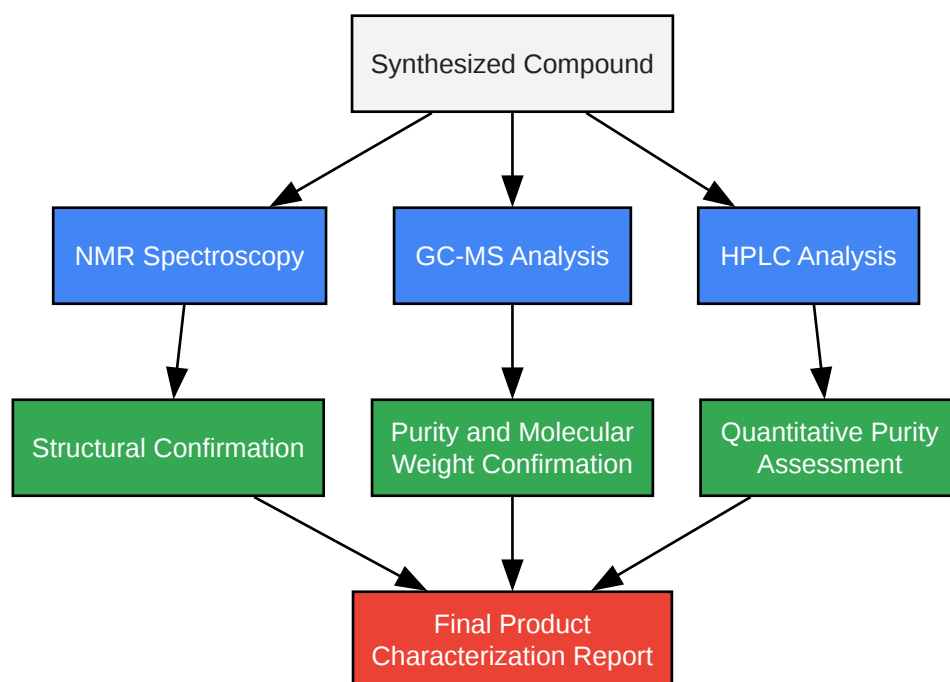 Synthesized Compound
NMR Spectroscopy
GC-MS Analysis
HPLC Analysis
Structural Confirmation
Purity and Molecular
Weight Confirmation
Quantitative Purity
Assessment
Final Product
Characterization Report